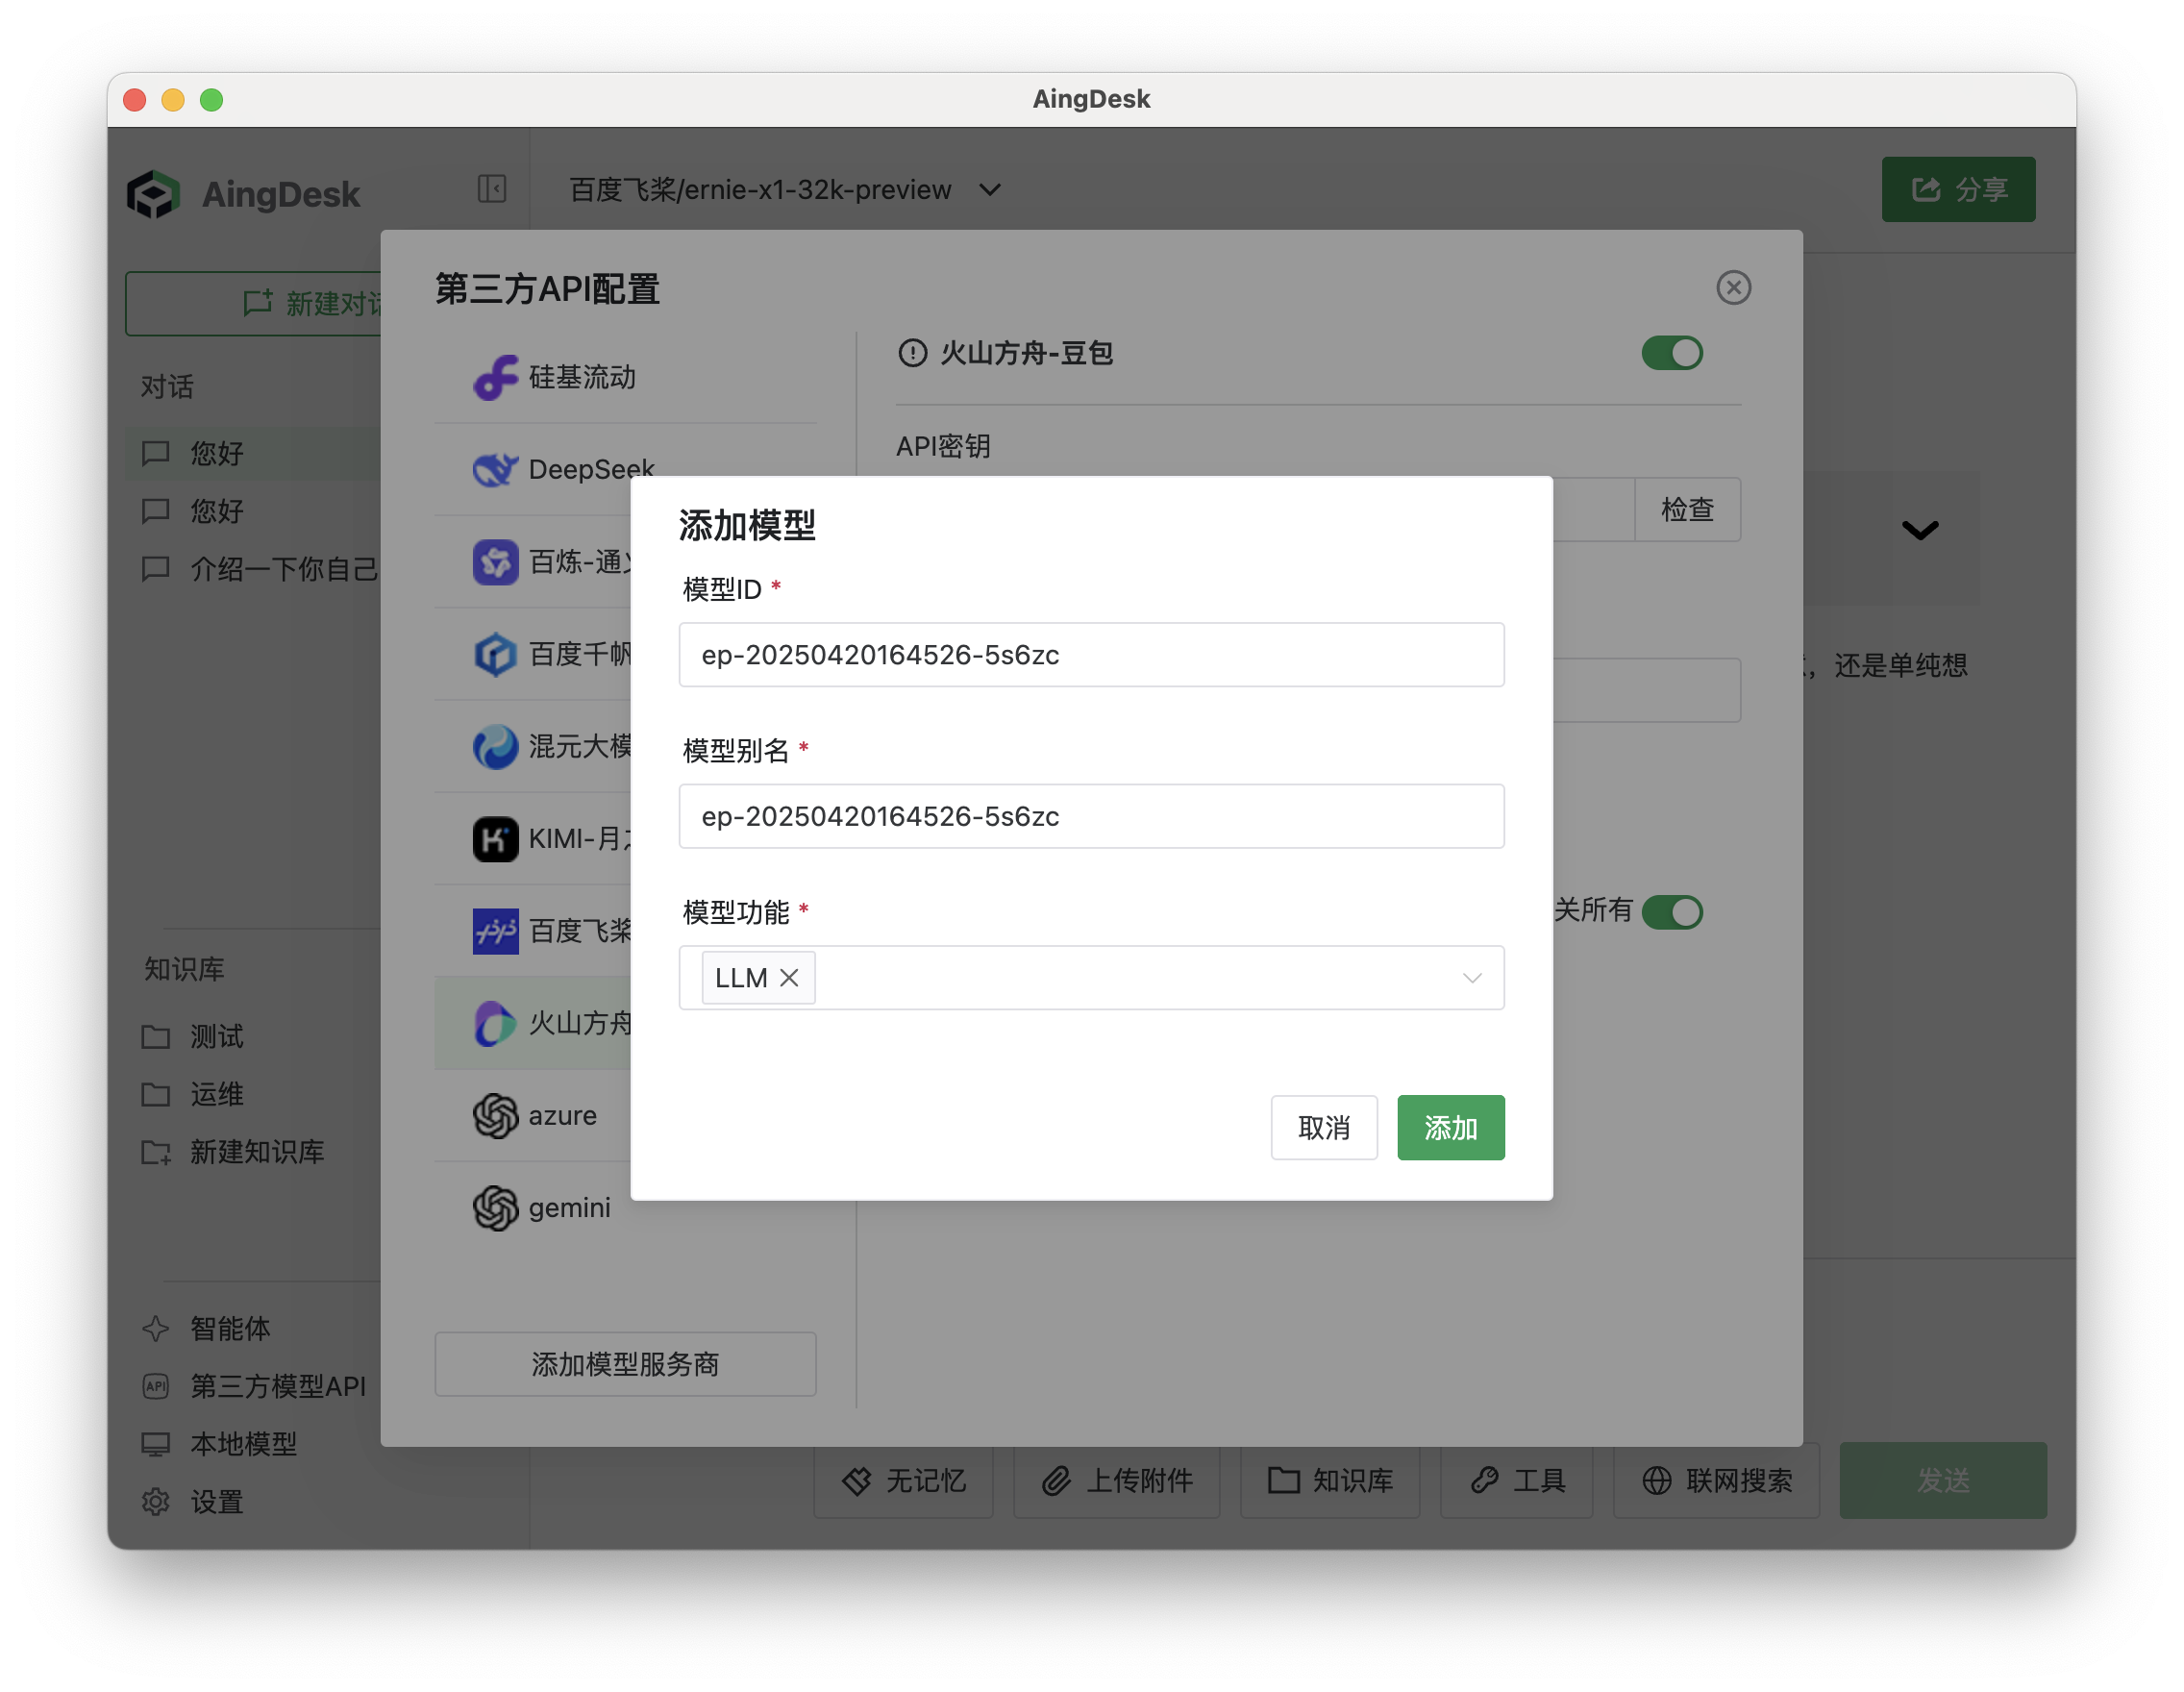 AingDesk
AingDesk
百度飞桨/ernie-x1-32k-preview
分享
新建对话
对话
您好
您好
介绍一下你自己
知识库
测试
运维
新建知识库
智能体
API
第三方模型API
本地模型
设置
第三方API配置
硅基流动
DeepSeek
百炼-通
百度千帆
混元大模
KIMI-月
百度飞桨
火山方舟
azure
gemini
添加模型服务商
火山方舟-豆包
API密钥
检查
关所有
添加模型
模型ID *
ep-20250420164526-5s6zc
模型别名 *
ep-20250420164526-5s6zc
模型功能 *
LLM
取消
添加
，还是单纯想
无记忆
上传附件
知识库
工具
联网搜索
发送